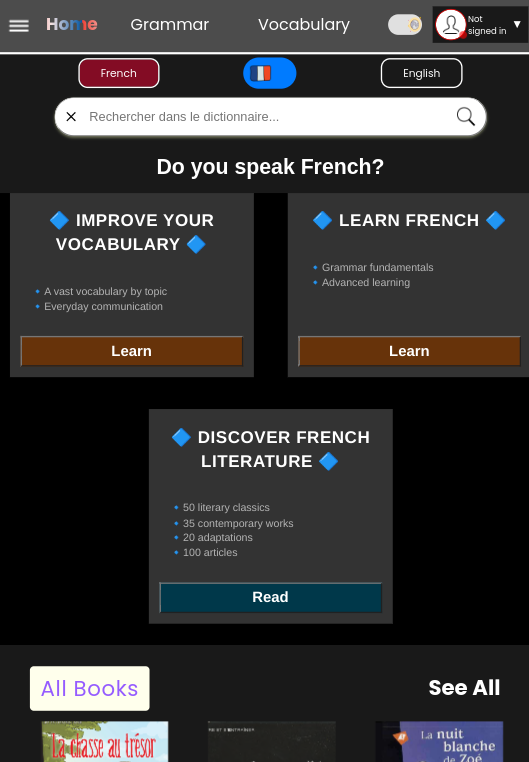 Home Grammar Vocabulary
Not
signed in
French English
Rechercher dans le dictionnaire...
Do you speak French?
IMPROVE YOUR
VOCABULARY
A vast vocabulary by topic
Everyday communication
Learn
LEARN FRENCH
Grammar fundamentals
Advanced learning
Learn
DISCOVER FRENCH
LITERATURE
50 literary classics
35 contemporary works
20 adaptations
100 articles
Read
All Books See All
La classe au trésor
La nuit
blanche
de Zoé